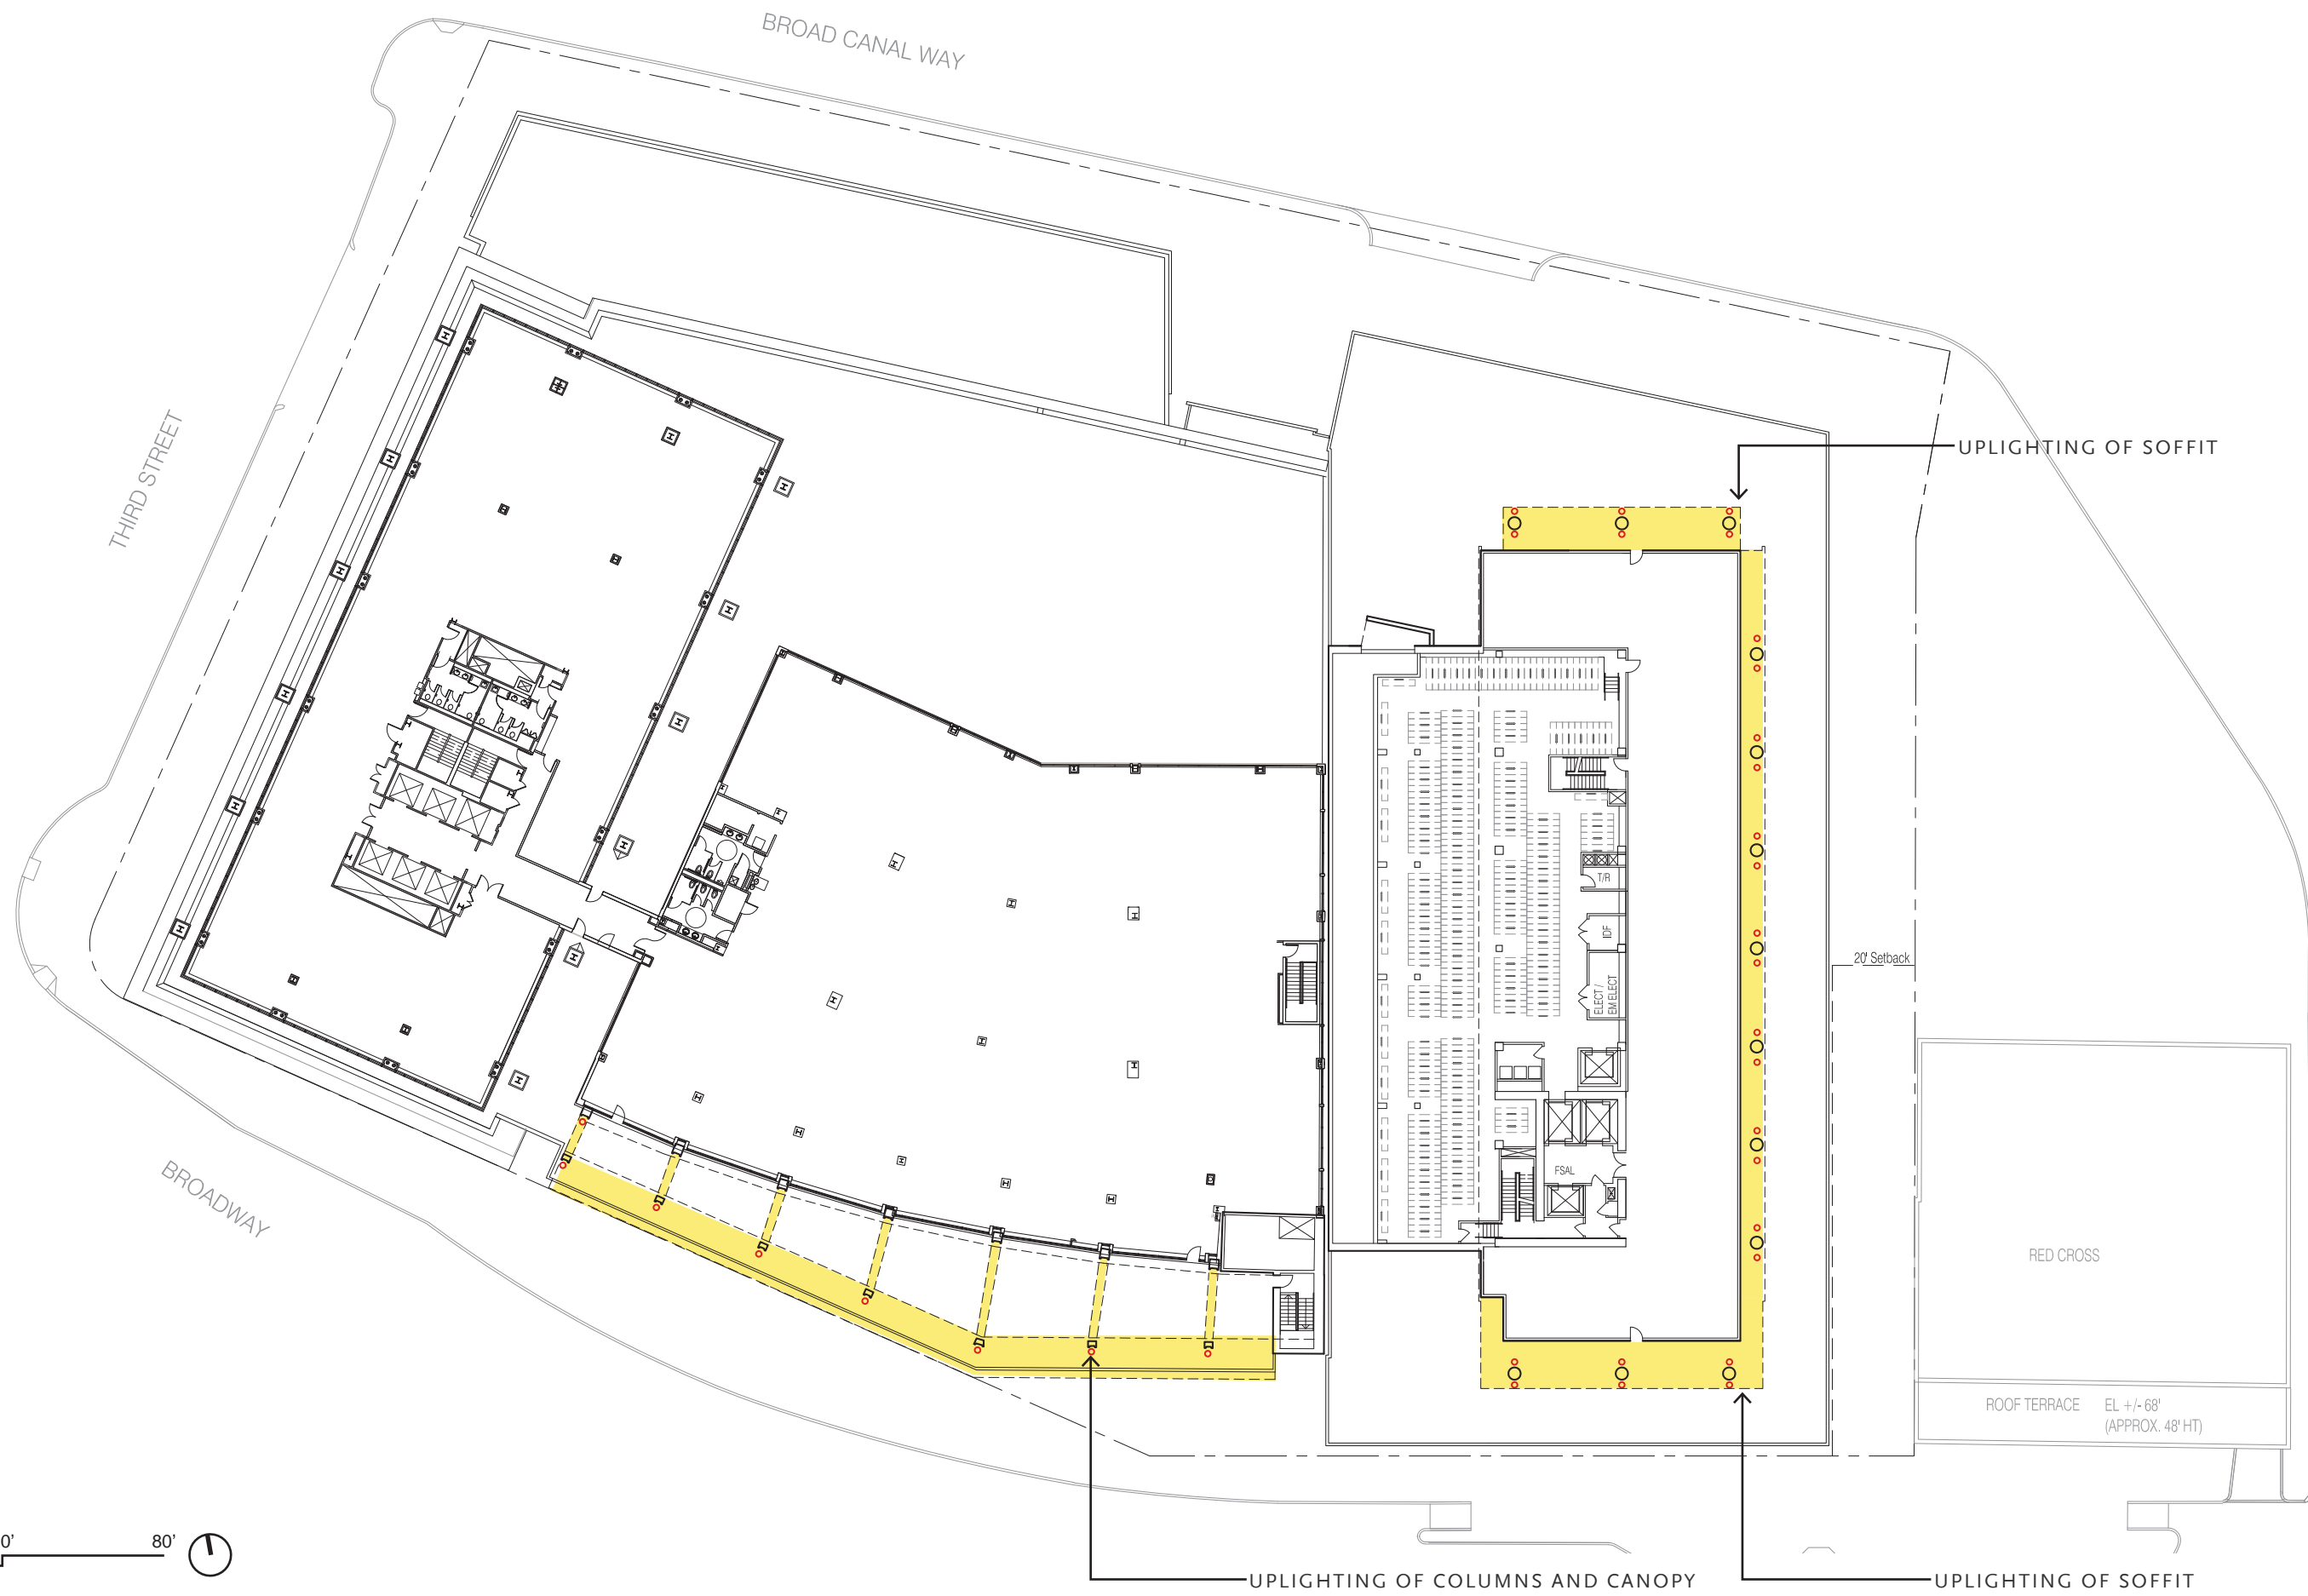 BROAD CANAL WAY
THIRD STREET
UPLIGHTING OF SOFFIT
T/R
IDF
20' Setback
ELECT /
EM ELECT
FSAL
BROADWAY
RED CROSS
ROOF TERRACE EL +/- 68'
(APPROX. 48' HT)
0' 80'
UPLIGHTING OF COLUMNS AND CANOPY
UPLIGHTING OF SOFFIT